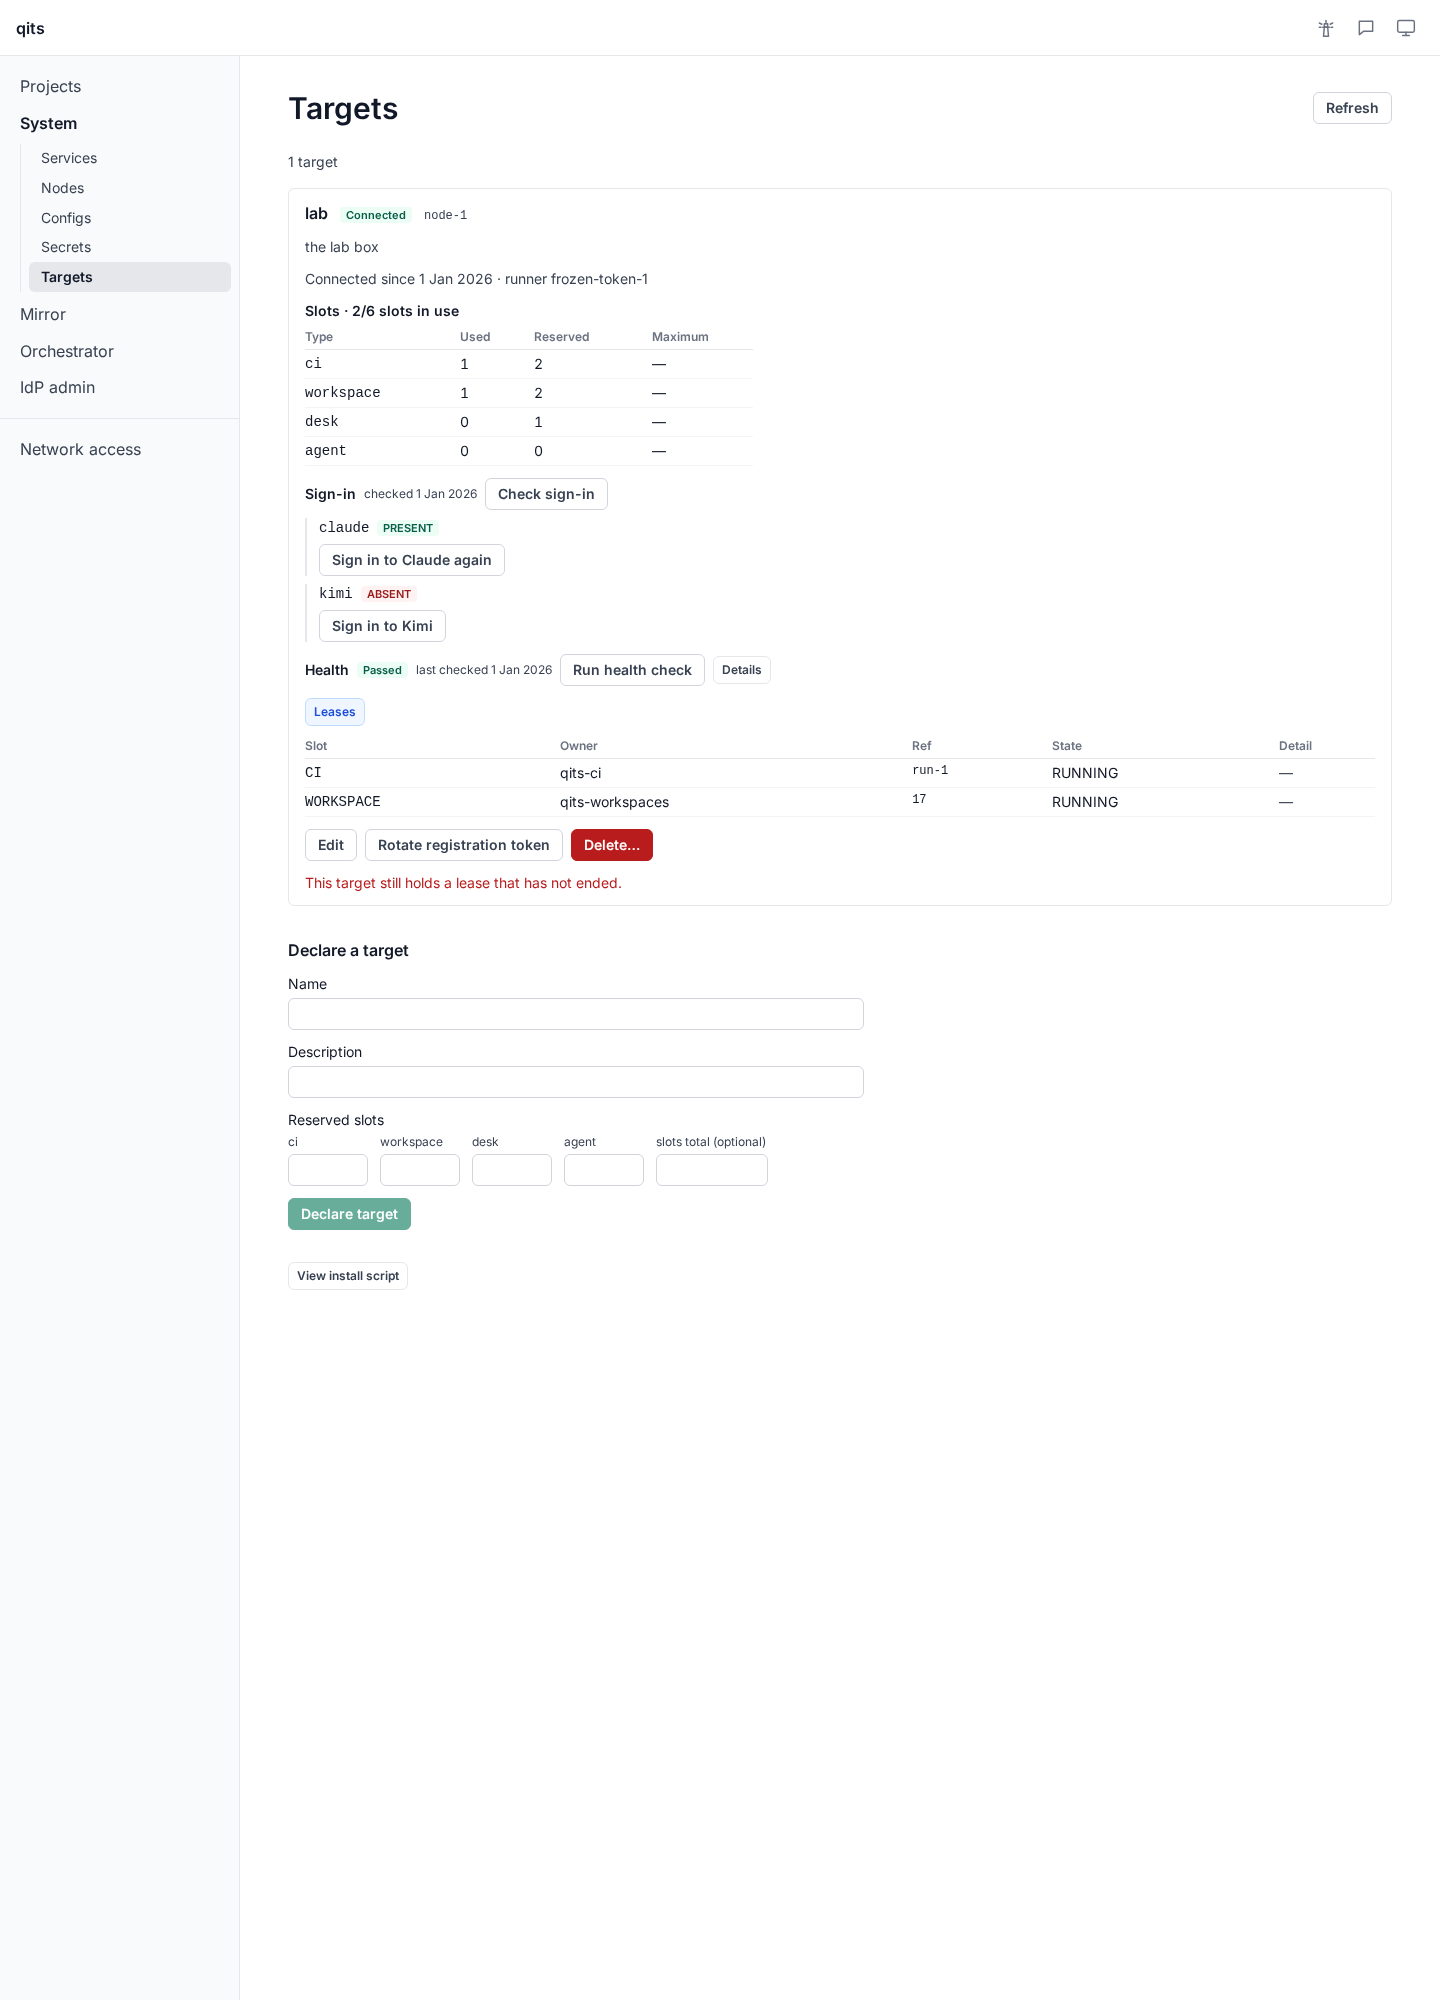 qits
Projects
System
Services
Nodes
Configs
Secrets
Targets
Mirror
Orchestrator
IdP admin
Network access
Targets
Refresh
1 target
lab Connected node-1
the lab box
Connected since 1 Jan 2026 · runner frozen-token-1
Slots · 2/6 slots in use
Type Used Reserved Maximum
ci 1 2 —
workspace 1 2 —
desk 0 1 —
agent 0 0 —
Sign-in checked 1 Jan 2026 Check sign-in
claude PRESENT
Sign in to Claude again
kimi ABSENT
Sign in to Kimi
Health Passed last checked 1 Jan 2026 Run health check Details
Leases
Slot Owner Ref State Detail
CI qits-ci run-1 RUNNING —
WORKSPACE qits-workspaces 17 RUNNING —
Edit Rotate registration token Delete…
This target still holds a lease that has not ended.
Declare a target
Name
Description
Reserved slots
ci workspace desk agent slots total (optional)
Declare target
View install script